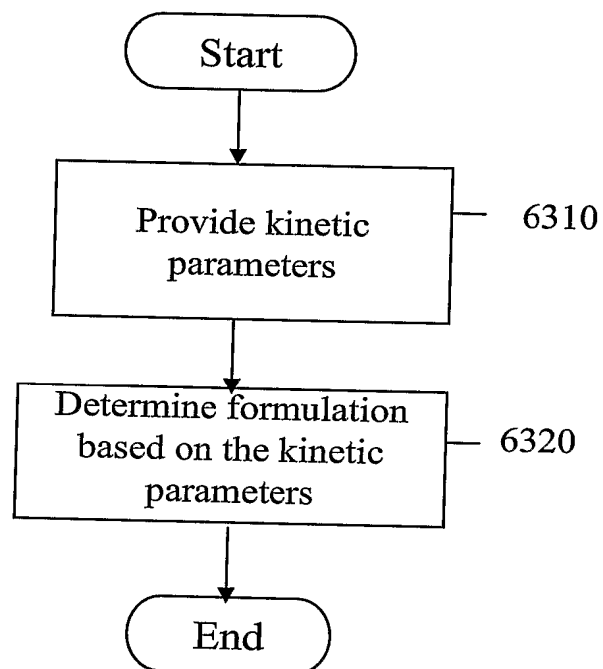 Start
Provide kinetic
parameters
6310
Determine formulation
based on the kinetic
parameters
6320
End